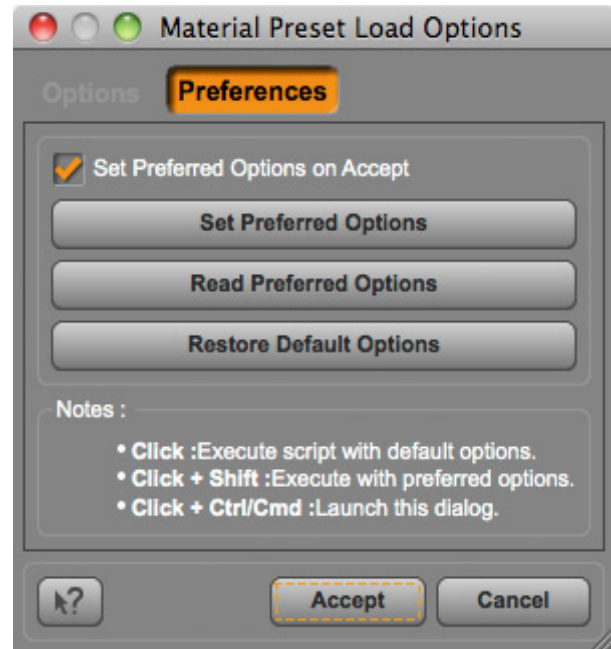 Material Preset Load Options
Options Preferences
Set Preferred Options on Accept
Set Preferred Options
Read Preferred Options
Restore Default Options
Notes :
• Click :Execute script with default options.
• Click + Shift :Execute with preferred options.
• Click + Ctrl/Cmd :Launch this dialog.
? Accept Cancel